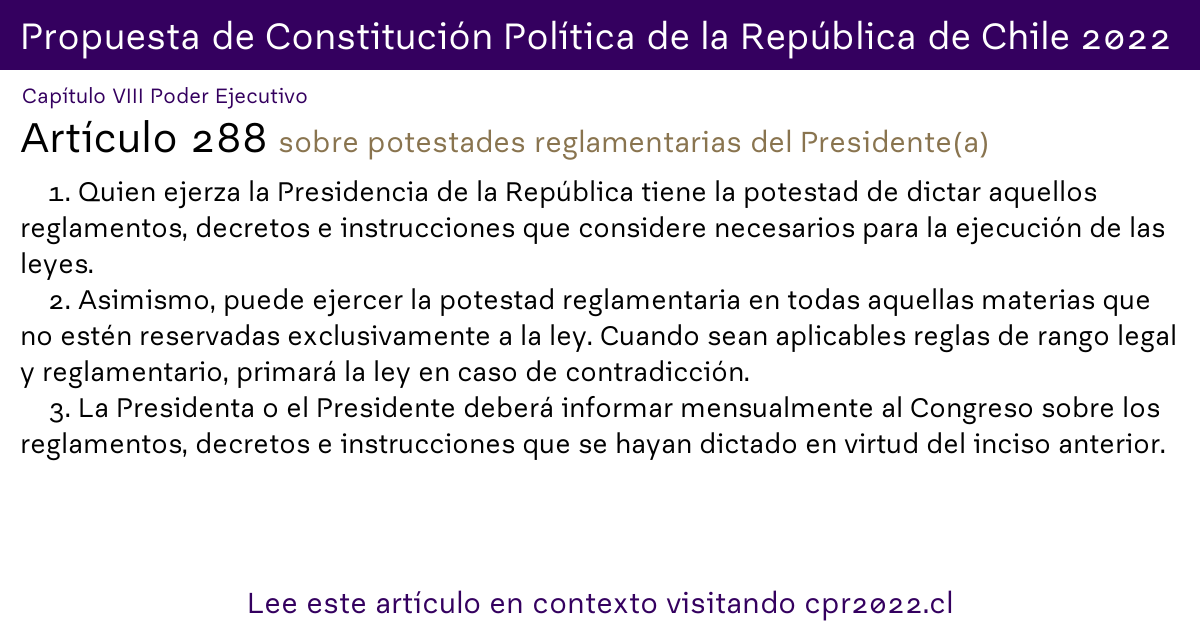 Propuesta de Constitución Política de la República de Chile 2022
Capítulo VIII Poder Ejecutivo
Artículo 288 sobre potestades reglamentarias del Presidente(a)
1. Quien ejerza la Presidencia de la República tiene la potestad de dictar aquellos
reglamentos, decretos e instrucciones que considere necesarios para la ejecución de las
leyes.
2. Asimismo, puede ejercer la potestad reglamentaria en todas aquellas materias que
no estén reservadas exclusivamente a la ley. Cuando sean aplicables reglas de rango legal
y reglamentario, primará la ley en caso de contradicción.
3. La Presidenta o el Presidente deberá informar mensualmente al Congreso sobre los
reglamentos, decretos e instrucciones que se hayan dictado en virtud del inciso anterior.
Lee este artículo en contexto visitando cpr2022.cl